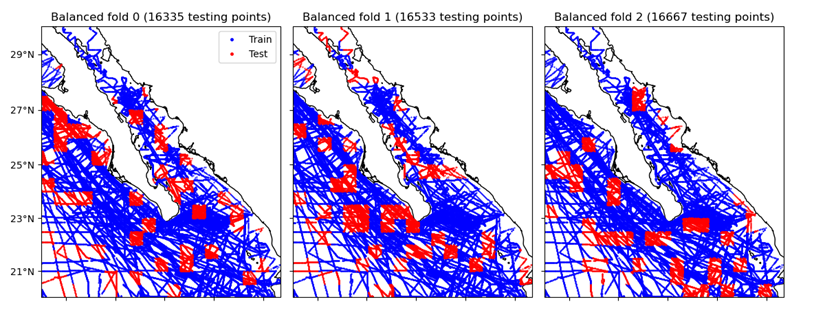 Balanced fold 0 (16335 testing points)
Balanced fold 1 (16533 testing points)
Balanced fold 2 (16667 testing points)
Train
Test
29°N
27°N
25°N
23°N
21°N